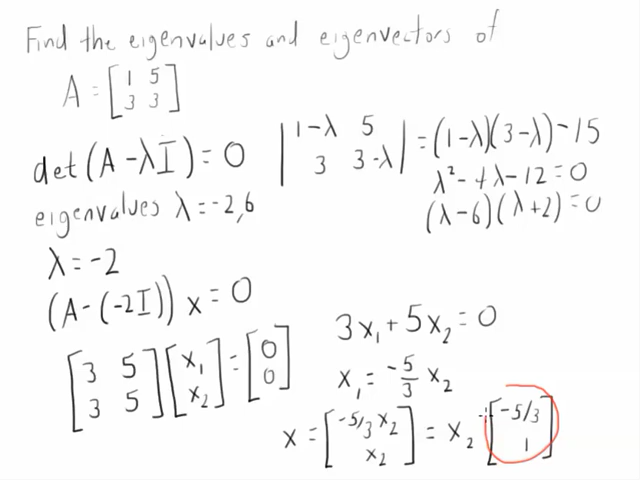 Find the eigenvalues and eigenvectors of
A = [1 5
3 3]
det(A - λI) = 0
|1-λ 5
3 3-λ| = (1-λ)(3-λ) - 15
λ² - 4λ - 12 = 0
(λ-6)(λ+2) = 0
eigenvalues λ = -2, 6
λ = -2
(A - (-2I)) x = 0
[3 5
3 5] [x₁
x₂] = [0
0]
3x₁ + 5x₂ = 0
x₁ = -5/3 x₂
x = [-5/3 x₂
x₂] = x₂ [-5/3
1]